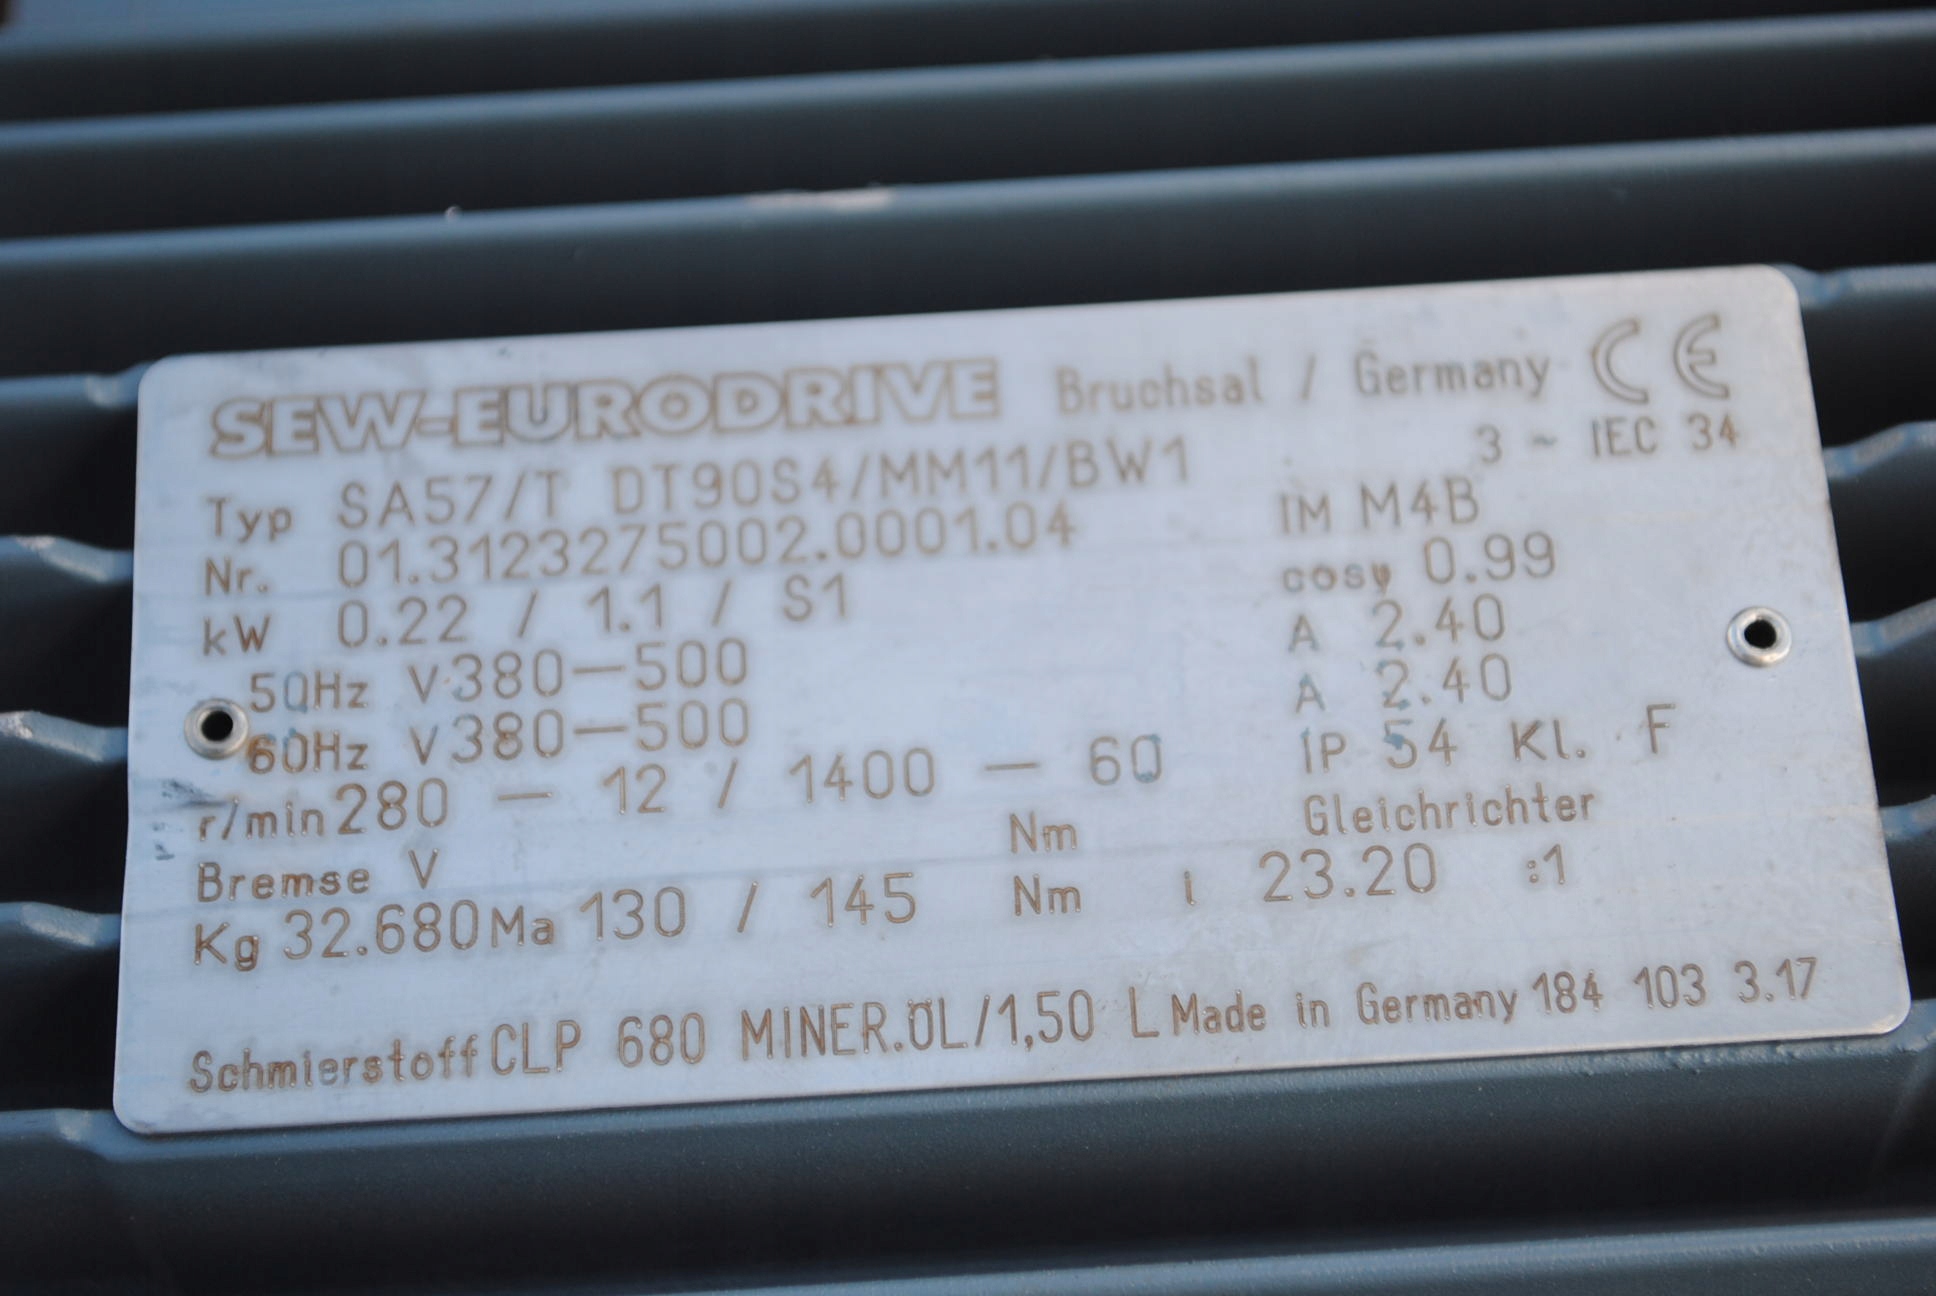 SEW-EURODRIVE Bruchsal / Germany CE
3 ~ IEC 34
Typ SA57/T DT90S4/MM11/BW1
Nr. 01.3123275002.0001.04 IM M4B
kW 0.22 / 1.1 / S1 cosφ 0.99
50Hz V 380-500 A 2.40
60Hz V 380-500 A 2.40
r/min 280 - 12 / 1400 - 60 IP 54 Kl. F
Bremse V Nm Gleichrichter
Kg 32.680 Ma 130 / 145 Nm i 23.20 :1
Schmierstoff CLP 680 MINER.ÖL/1,50 L Made in Germany 184 103 3.17